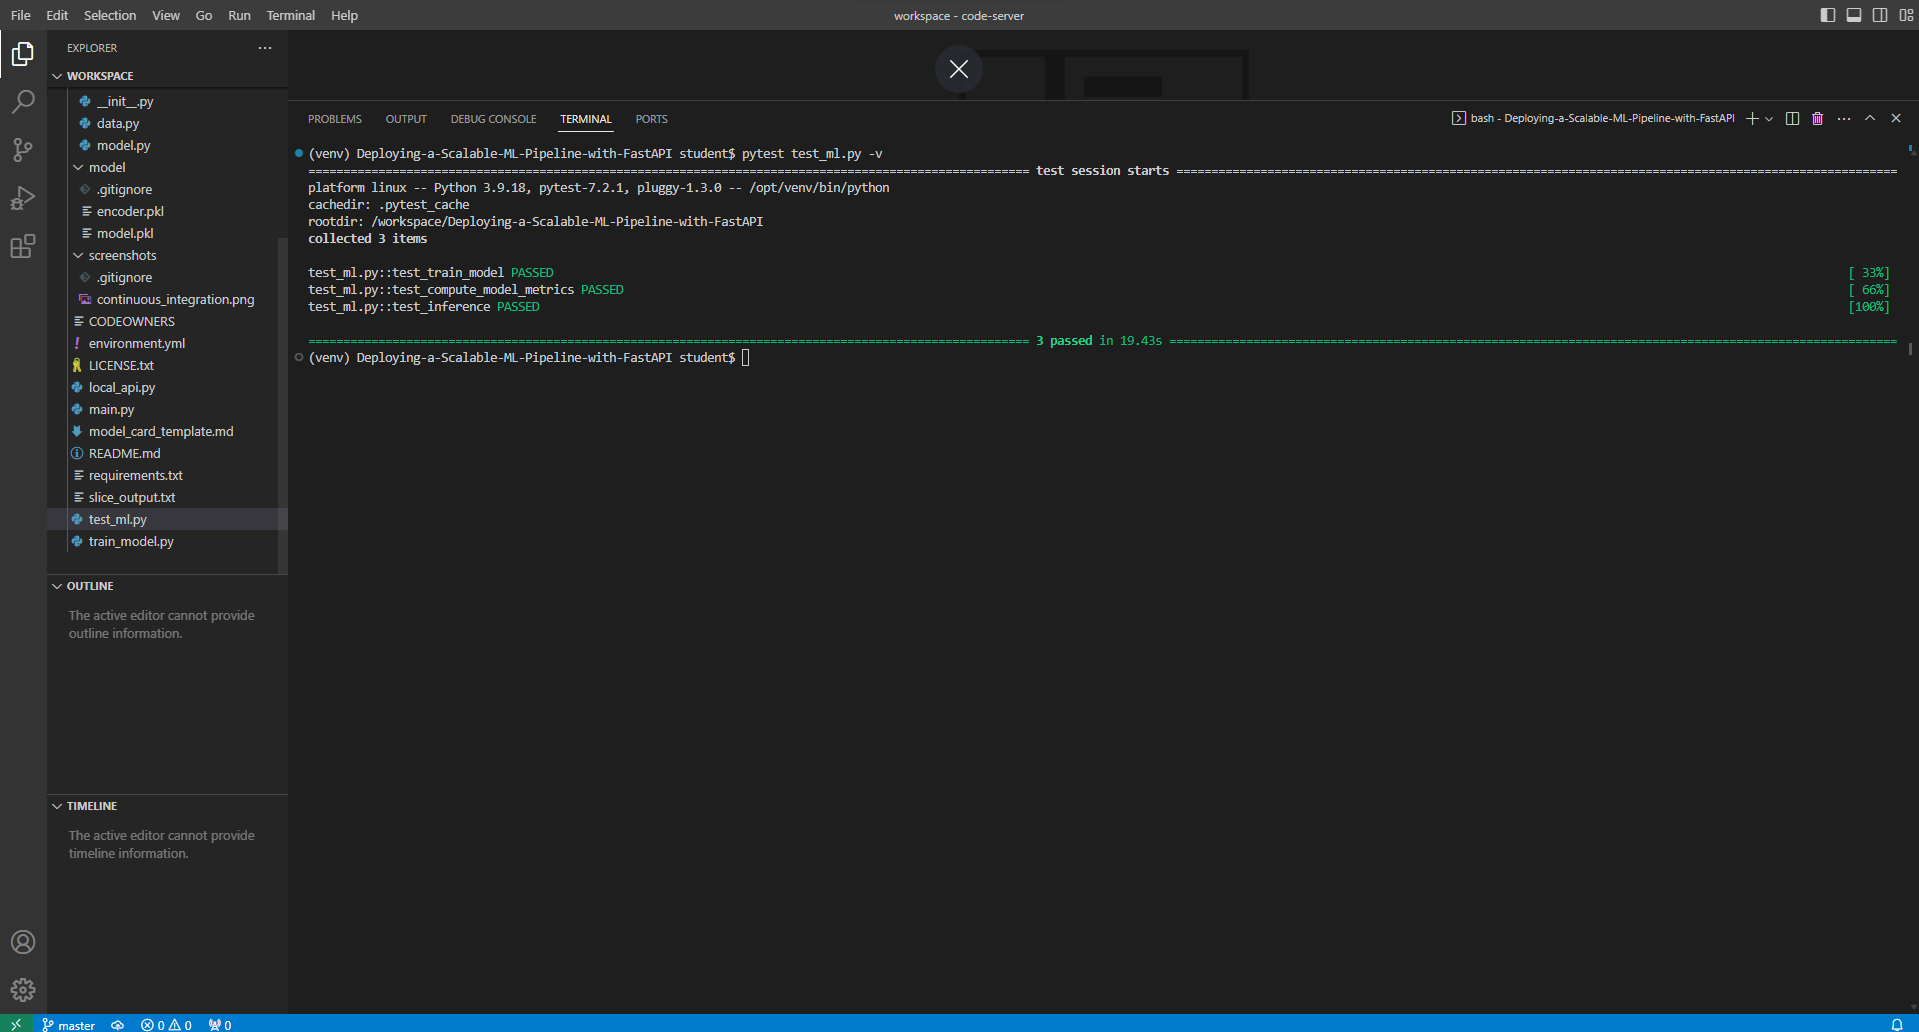 File Edit Selection View Go Run Terminal Help
workspace - code-server
EXPLORER
WORKSPACE
__init__.py
data.py
model.py
model
.gitignore
encoder.pkl
model.pkl
screenshots
.gitignore
continuous_integration.png
CODEOWNERS
environment.yml
LICENSE.txt
local_api.py
main.py
model_card_template.md
README.md
requirements.txt
slice_output.txt
test_ml.py
train_model.py
OUTLINE
The active editor cannot provide
outline information.
TIMELINE
The active editor cannot provide
timeline information.
PROBLEMS OUTPUT DEBUG CONSOLE TERMINAL PORTS
bash - Deploying-a-Scalable-ML-Pipeline-with-FastAPI
(venv) Deploying-a-Scalable-ML-Pipeline-with-FastAPI student$ pytest test_ml.py -v
test session starts
platform linux -- Python 3.9.18, pytest-7.2.1, pluggy-1.3.0 -- /opt/venv/bin/python
cachedir: .pytest_cache
rootdir: /workspace/Deploying-a-Scalable-ML-Pipeline-with-FastAPI
collected 3 items
test_ml.py::test_train_model PASSED [ 33%]
test_ml.py::test_compute_model_metrics PASSED [ 66%]
test_ml.py::test_inference PASSED [100%]
3 passed in 19.43s
(venv) Deploying-a-Scalable-ML-Pipeline-with-FastAPI student$
master 0 0 0